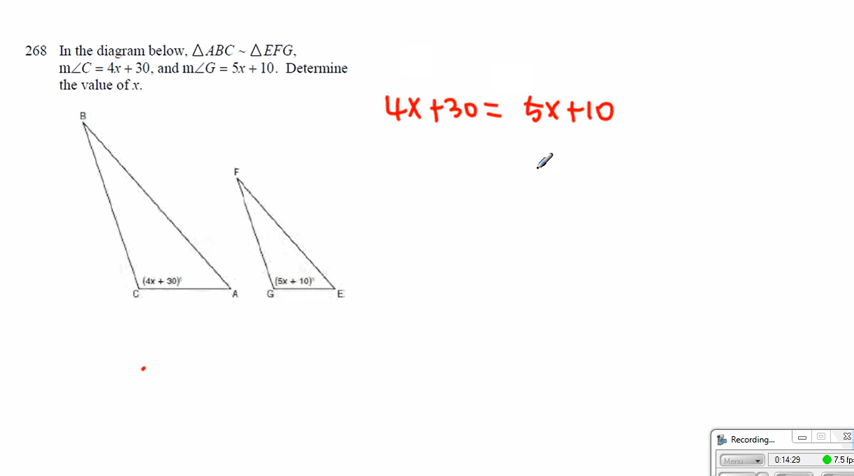 268 In the diagram below, △ABC ~ △EFG,
m∠C = 4x + 30, and m∠G = 5x + 10. Determine
the value of x.
4x+30= 5x+10
B
F
(4x + 30)°
(5x + 10)°
C
A
G
E
Recording...
Menu
0:14:29
7.5 fp